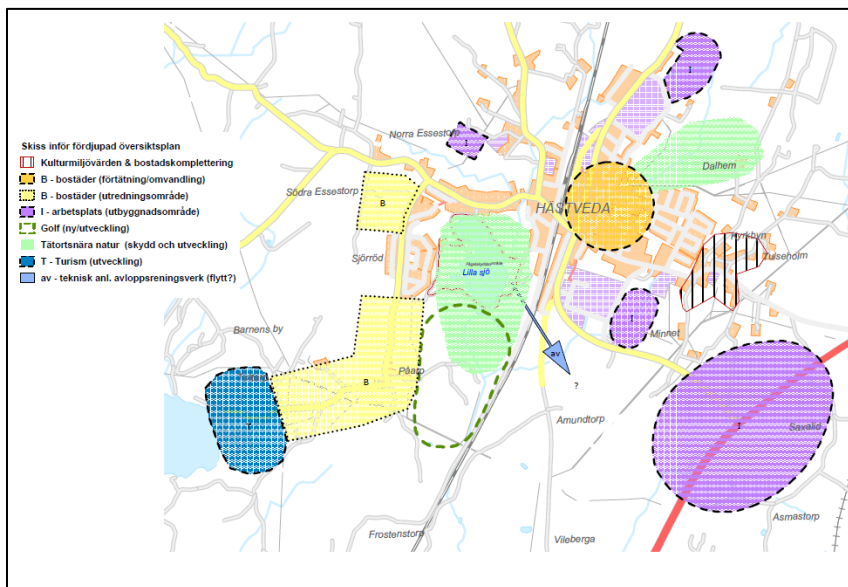 Skiss inför fördjupad översiktsplan
Kulturmiljövärden & bostadskomplettering
B - bostäder (förtätning/omvandling)
B - bostäder (utredningsområde)
I - arbetsplats (utbyggnadsområde)
Golf (ny/utveckling)
Tätortsnära natur (skydd och utveckling)
T - Turism (utveckling)
av - teknisk anl. avloppsreningsverk (flytt?)
I
Norra Essestorp
I
Dalhem
Södra Essestorp
B
HÄSTVEDA
Kyrkbyn
Tulseholm
Sjörröd
Lilla sjö
I
Minnet
Barnens by
av
Påarp
B
?
T
Amundtorp
I
Saxalid
Asmastorp
Frostenstorp
Vileberga